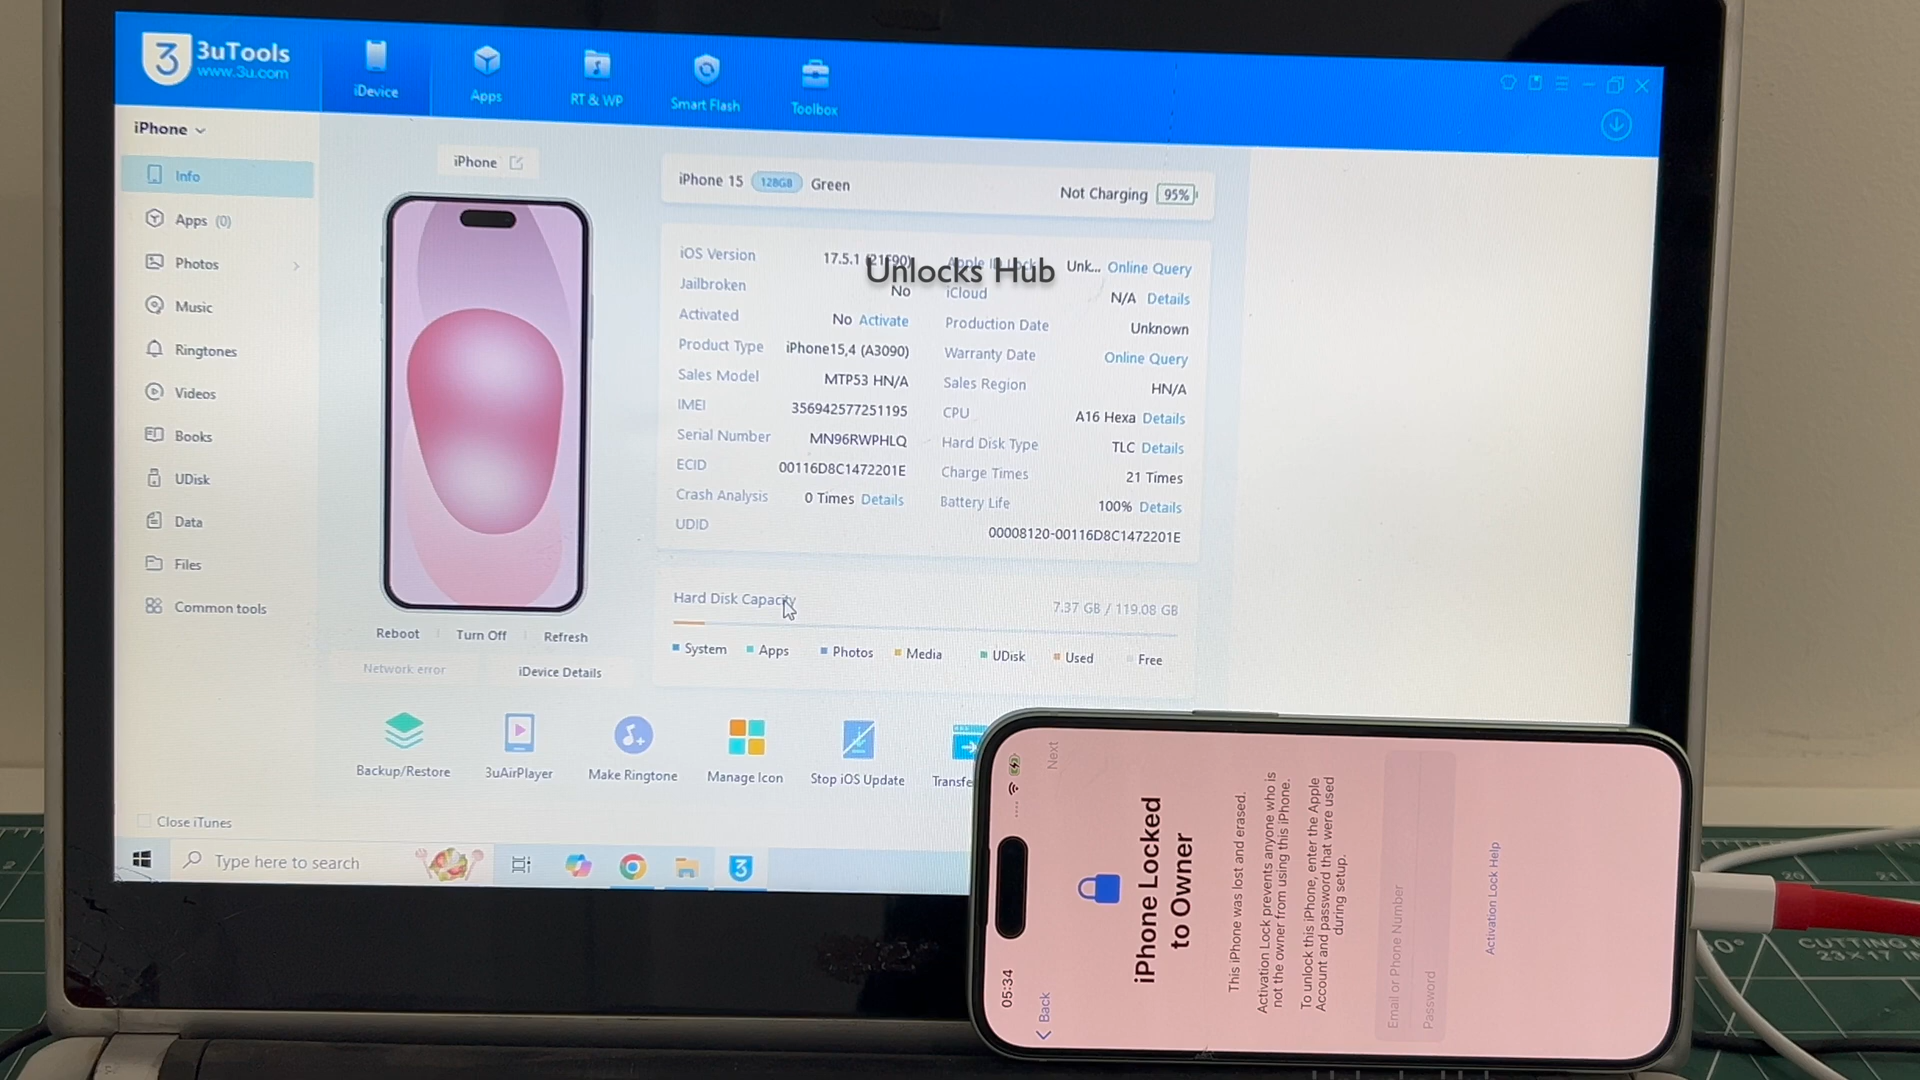 3uTools
www.3u.com
iDevice
Apps
RT & WP
Smart Flash
Toolbox
iPhone
Info
Apps (0)
Photos
Music
Ringtones
Videos
Books
UDisk
Data
Files
Common tools
Close iTunes
iPhone
Reboot
Turn Off
Refresh
Network error
iDevice Details
iPhone 15 128GB Green
Not Charging 95%
iOS Version 17.5.1 (21F90)
Apple ID Lock Unk... Online Query
Unlocks Hub
Jailbroken No
iCloud N/A Details
Activated No Activate
Production Date Unknown
Product Type iPhone15,4 (A3090)
Warranty Date Online Query
Sales Model MTP53 HN/A
Sales Region HN/A
IMEI 356942577251195
CPU A16 Hexa Details
Serial Number MN96RWPHLQ
Hard Disk Type TLC Details
ECID 00116D8C1472201E
Charge Times 21 Times
Crash Analysis 0 Times Details
Battery Life 100% Details
UDID 00008120-00116D8C1472201E
Hard Disk Capacity 7.37 GB / 119.08 GB
System Apps Photos Media UDisk Used Free
Backup/Restore
3uAirPlayer
Make Ringtone
Manage Icon
Stop iOS Update
Transfe
Type here to search
05:34
Back
Next
iPhone Locked
to Owner
This iPhone was lost and erased.
Activation Lock prevents anyone who is
not the owner from using this iPhone.
To unlock this iPhone, enter the Apple
Account and password that were used
during setup.
Email or Phone Number
Password
Activation Lock Help
20
21
CUTTING
23x17